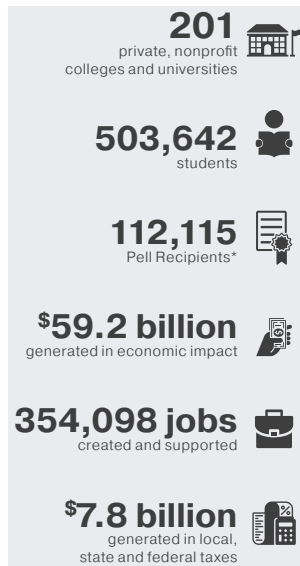 201
private, nonprofit
colleges and universities
503,642
students
112,115
Pell Recipients*
$59.2 billion
generated in economic impact
354,098 jobs
created and supported
$7.8 billion
generated in local,
state and federal taxes